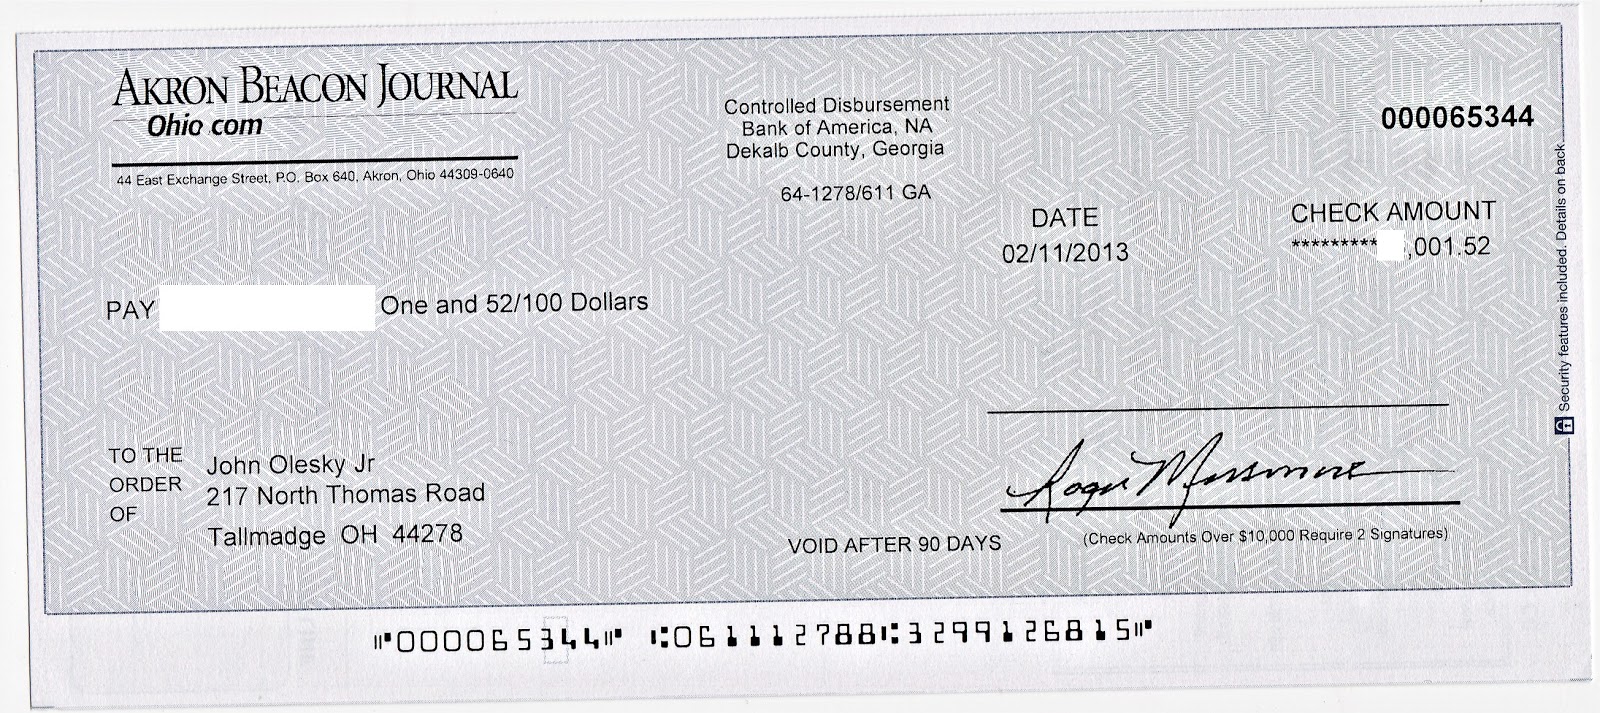 AKRON BEACON JOURNAL
Ohio.com
44 East Exchange Street, P.O. Box 640, Akron, Ohio 44309-0640
Controlled Disbursement
Bank of America, NA
Dekalb County, Georgia
64-1278/611 GA
000065344
DATE
02/11/2013
CHECK AMOUNT
********* ,001.52
PAY One and 52/100 Dollars
TO THE ORDER OF
John Olesky Jr
217 North Thomas Road
Tallmadge OH 44278
Roger Messmore
VOID AFTER 90 DAYS
(Check Amounts Over $10,000 Require 2 Signatures)
Security features included. Details on back.
⑈000065344⑈ ⑆061112788⑆3299126815⑈